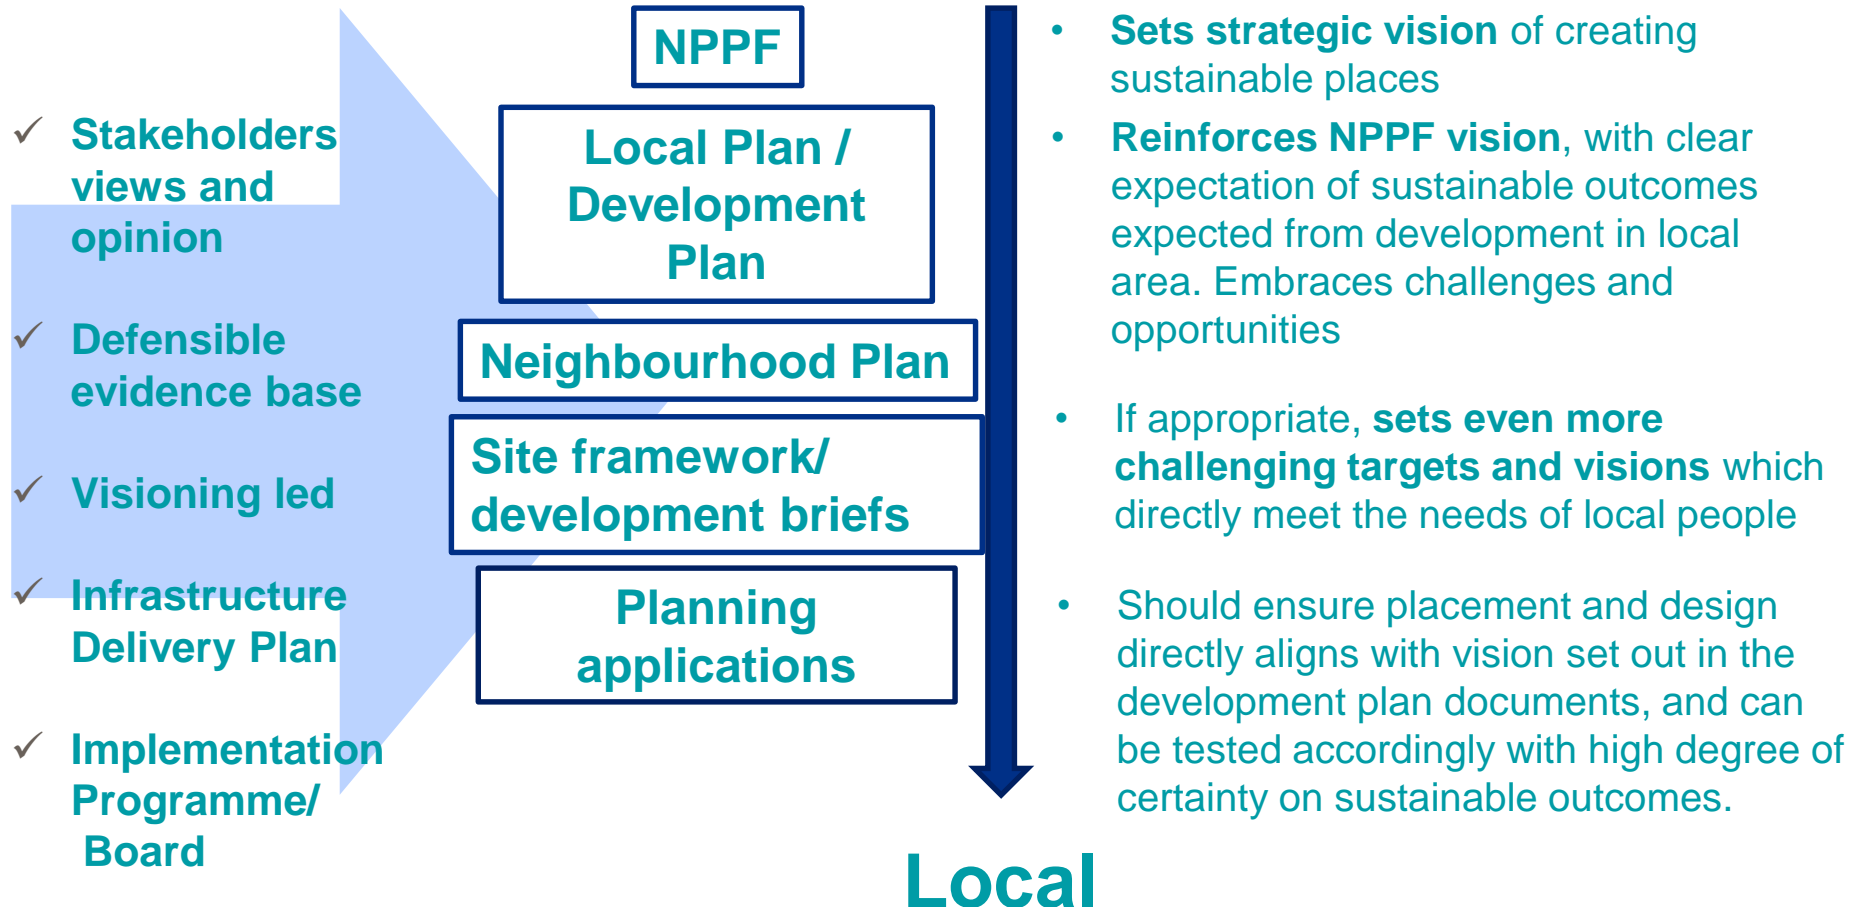 ✓ Stakeholders
views and
opinion
✓ Defensible
evidence base
✓ Visioning led
✓ Infrastructure
Delivery Plan
✓ Implementation
Programme/
Board
NPPF
Local Plan /
Development
Plan
Neighbourhood Plan
Site framework/
development briefs
Planning
applications
• Sets strategic vision of creating
sustainable places
• Reinforces NPPF vision, with clear
expectation of sustainable outcomes
expected from development in local
area. Embraces challenges and
opportunities
• If appropriate, sets even more
challenging targets and visions which
directly meet the needs of local people
• Should ensure placement and design
directly aligns with vision set out in the
development plan documents, and can
be tested accordingly with high degree of
certainty on sustainable outcomes.
Local